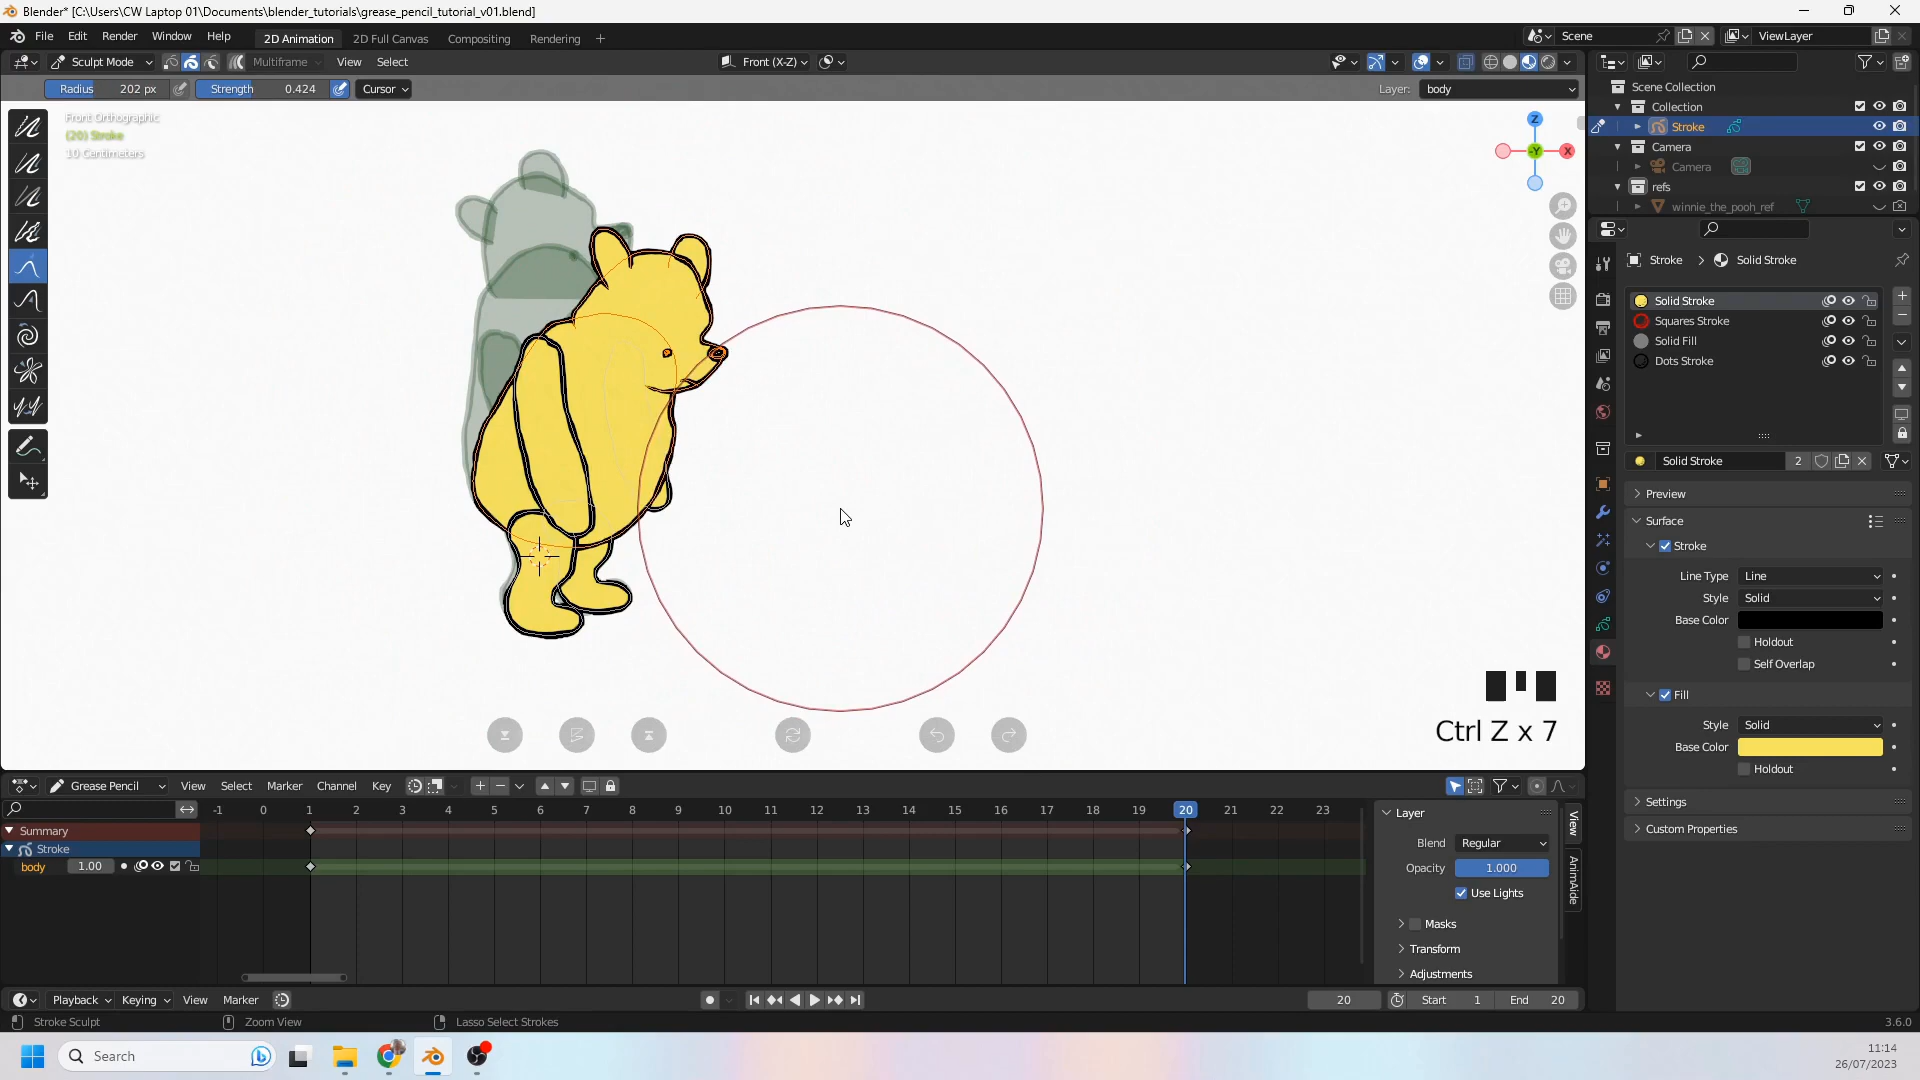 Blender* [C:\Users\CW Laptop 01\Documents\blender_tutorials\grease_pencil_tutorial_v01.blend]
File Edit Render Window Help 2D Animation 2D Full Canvas Compositing Rendering + Scene ViewLayer
Sculpt Mode Multiframe View Select Front (X-Z)
Radius 202 px Strength 0.424 Cursor Layer: body
Front Orthographic
(20) Stroke
10 Centimeters
Z
-Y X
Ctrl Z x 7
Scene Collection
Collection
Stroke
Camera
Camera
refs
winnie_the_pooh_ref
Stroke > Solid Stroke
Solid Stroke
Squares Stroke
Solid Fill
Dots Stroke
Solid Stroke 2
Preview
Surface
Stroke
Line Type Line
Style Solid
Base Color
Holdout
Self Overlap
Fill
Style Solid
Base Color
Holdout
Settings
Custom Properties
Grease Pencil View Select Marker Channel Key
-1 0 1 2 3 4 5 6 7 8 9 10 11 12 13 14 15 16 17 18 19 20 21 22 23
Summary
Stroke
body 1.00
Layer
Blend Regular
Opacity 1.000
Use Lights
Masks
Transform
Adjustments
View
AnimAide
Playback Keying View Marker 20 Start 1 End 20
Stroke Sculpt Zoom View Lasso Select Strokes 3.6.0
Search
11:14
26/07/2023